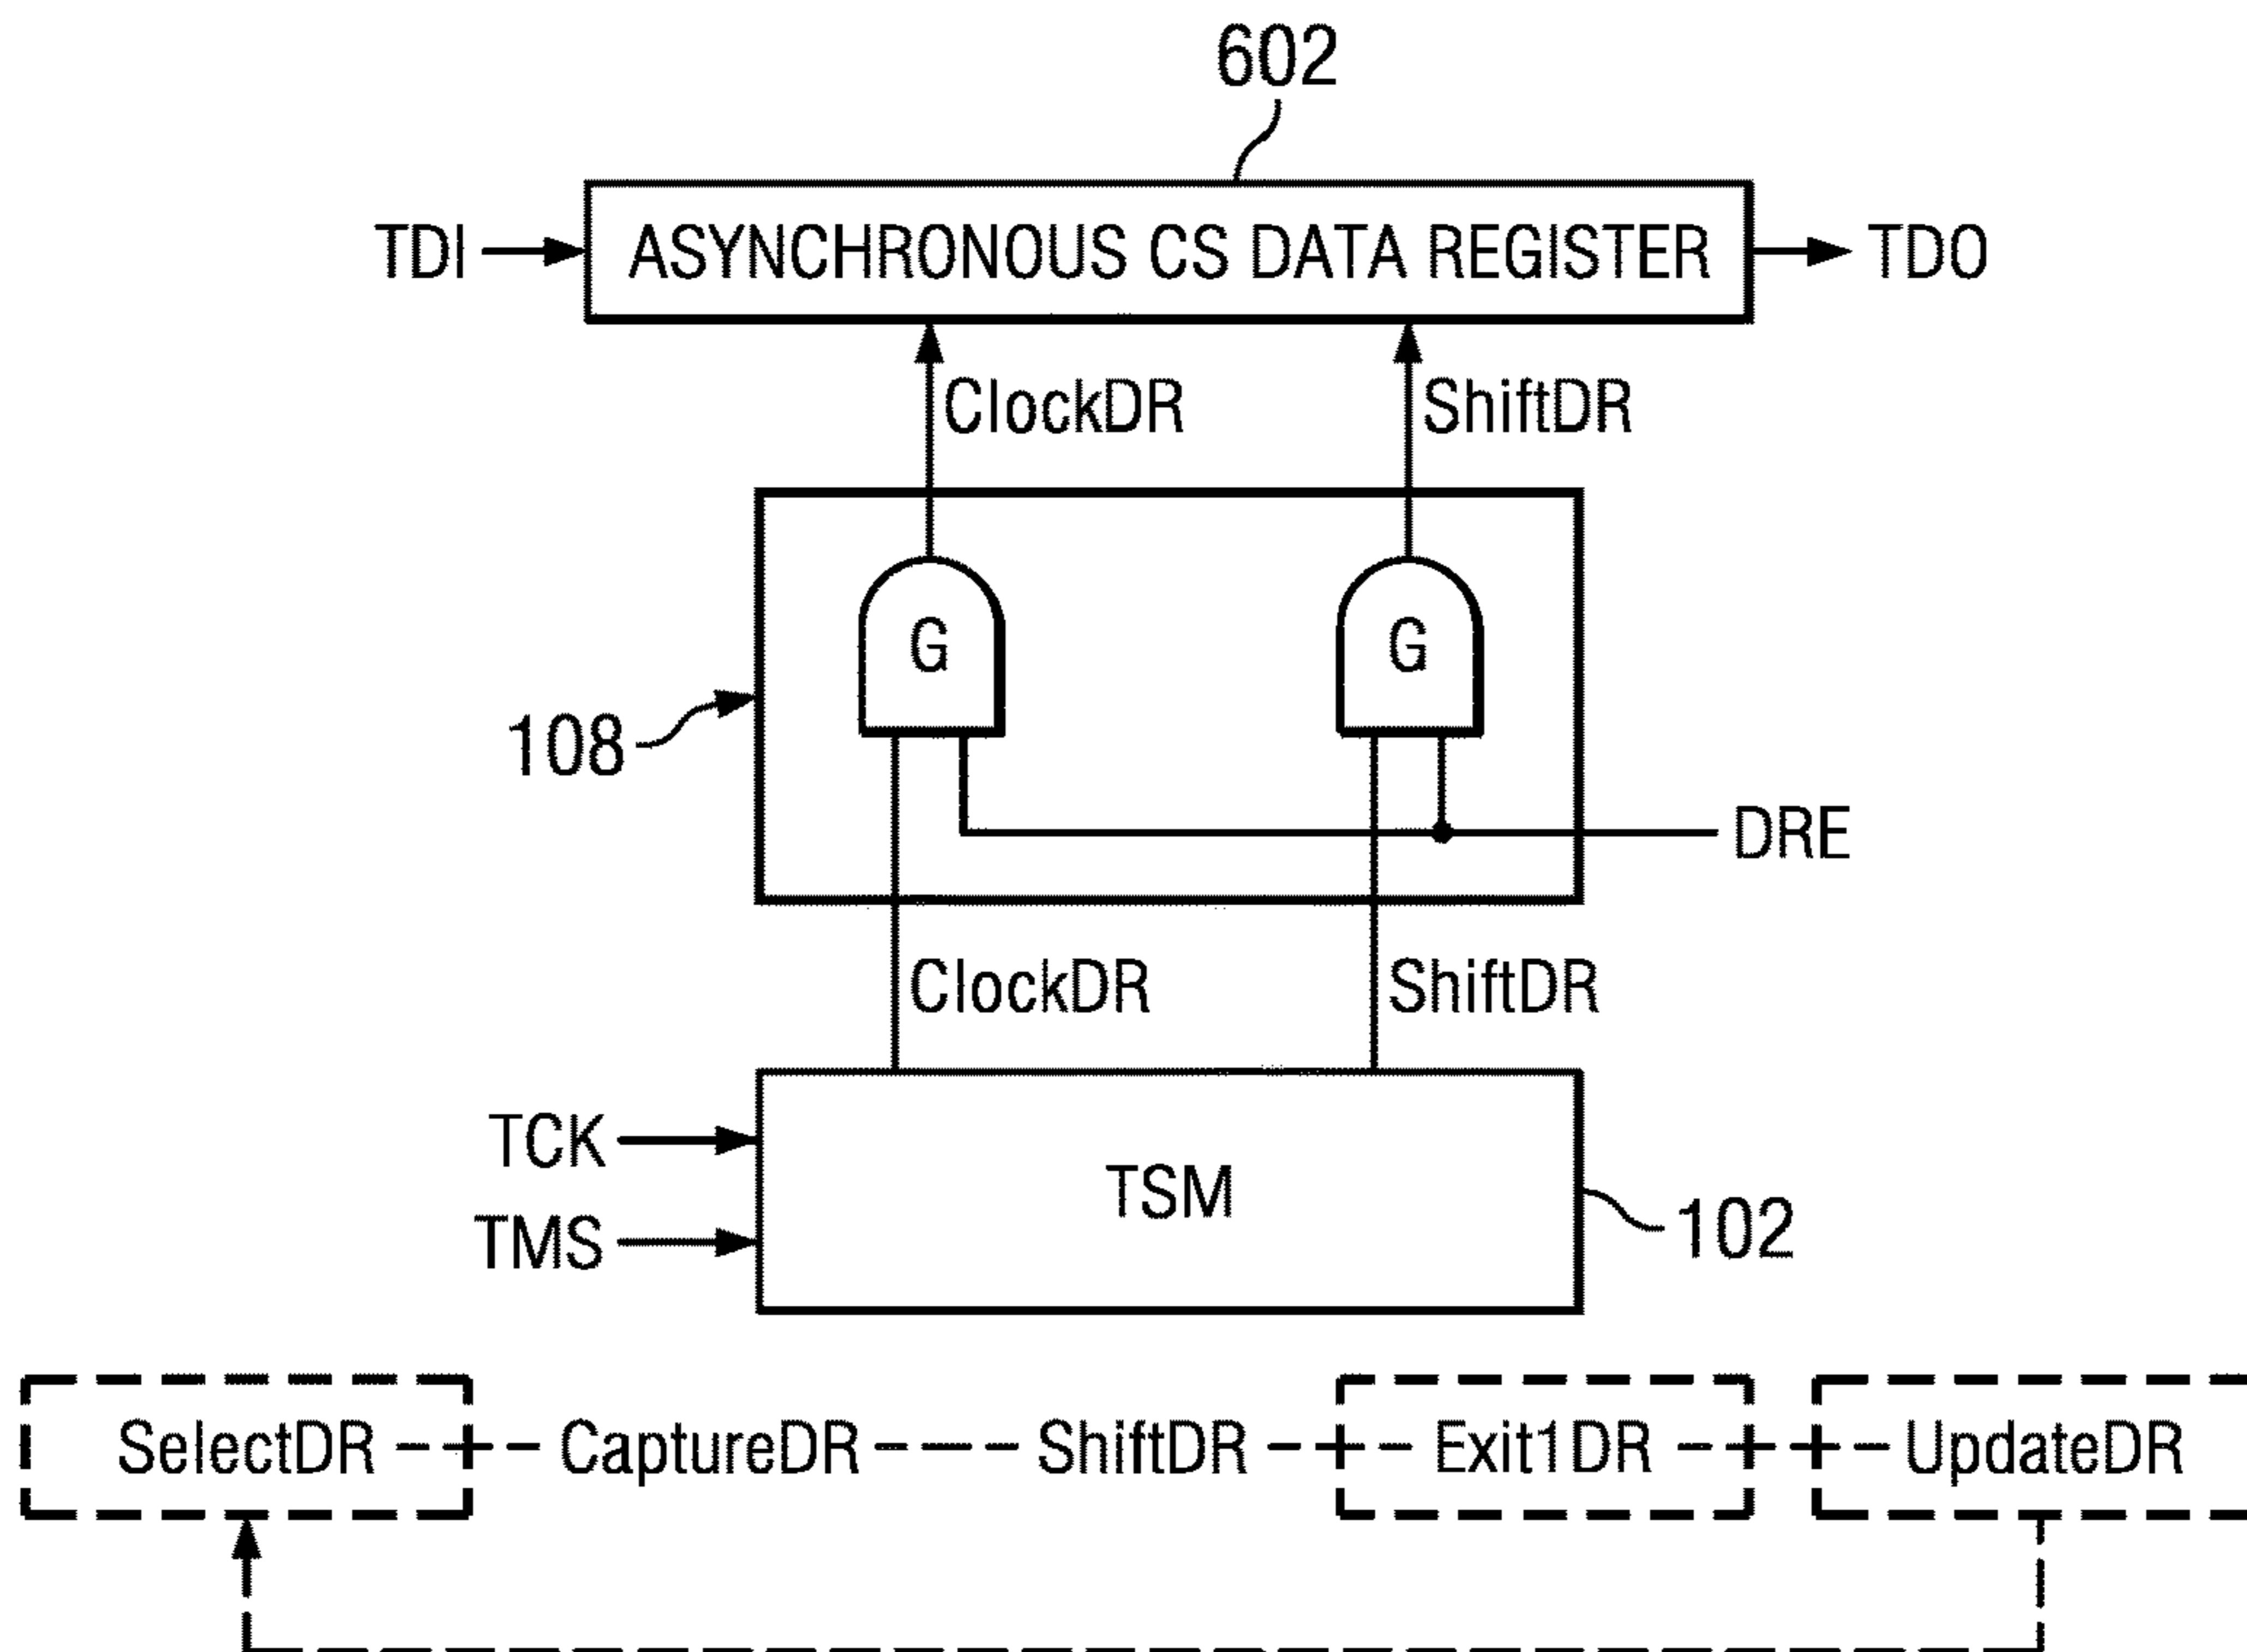 602
TDI ASYNCHRONOUS CS DATA REGISTER TDO
ClockDR ShiftDR
G G
108
DRE
ClockDR ShiftDR
TCK
TSM
TMS
102
SelectDR CaptureDR ShiftDR Exit1DR UpdateDR